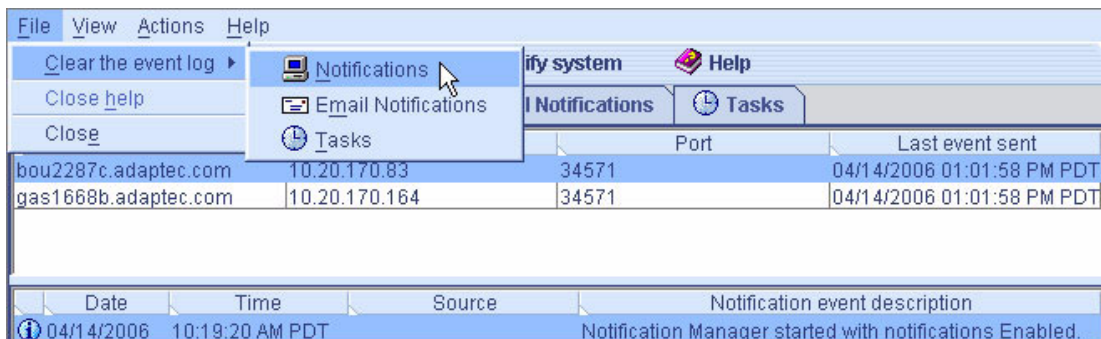 File View Actions Help
Clear the event log
Notifications
ify system
Help
Close help
Email Notifications
l Notifications
Tasks
Close
Tasks
Port
Last event sent
bou2287c.adaptec.com 10.20.170.83 34571 04/14/2006 01:01:58 PM PDT
gas1668b.adaptec.com 10.20.170.164 34571 04/14/2006 01:01:58 PM PDT
Date Time Source Notification event description
04/14/2006 10:19:20 AM PDT Notification Manager started with notifications Enabled.